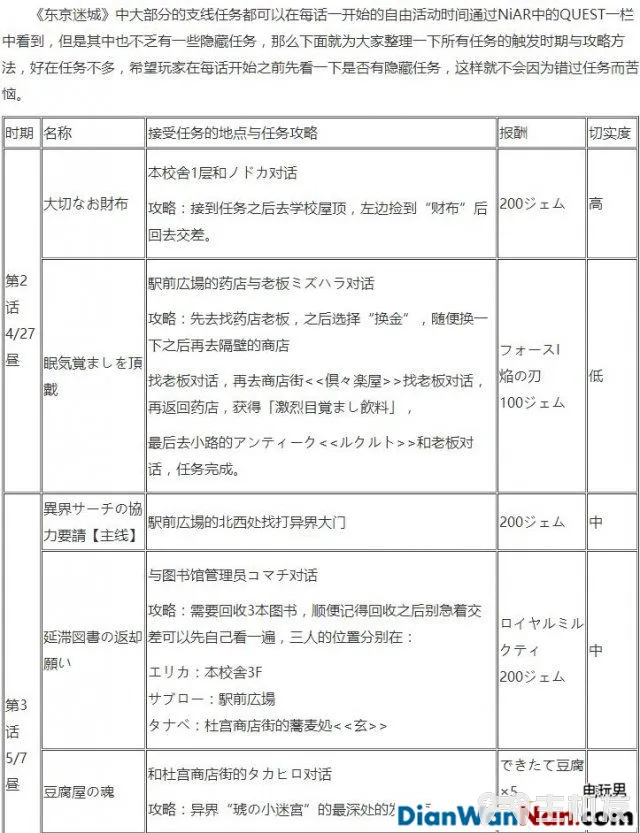 《东京迷城》中大部分的支线任务都可以在每话一开始的自由活动时间通过NiAR中的QUEST一栏
中看到，但是其中也不乏有一些隐藏任务，那么下面就为大家整理一下所有任务的触发时期与攻略方
法，好在任务不多，希望玩家在每话开始之前先看一下是否有隐藏任务，这样就不会因为错过任务而苦
恼。
时期 名称 接受任务的地点与任务攻略 报酬 切实度
第2
话
4/27
昼
大切なお財布
本校舎1层和ノドカ对话
攻略：接到任务之后去学校屋顶，左边捡到“财布”后
回去交差。
200ジェム
高
眠気覚ましを頂
戴
駅前広場的药店与老板ミズハラ对话
攻略：先去找药店老板，之后选择“换金”，随便换一
下之后再去隔壁的商店
找老板对话，再去商店街<<倶々楽屋>>找老板对话，
再返回药店，获得「激烈目覚まし飲料」，
最后去小路的アンティーク<<ルクルト>>和老板对
话，任务完成。
フォースI
焔の刃
100ジェム
低
第3
话
5/7
昼
異界サーチの協
力要請【主线】
駅前広場的北西处找打异界大门
200ジェム
中
延滞図書の返却
願い
与图书馆管理员コマチ对话
攻略：需要回收3本图书，顺便记得回收之后别急着交
差可以先自己看一遍，三人的位置分别在：
エリカ：本校舎3F
サブロー：駅前広場
タナベ：杜宫商店街的蕎麦処<<玄>>
ロイヤルミル
クティ
200ジェム
中
豆腐屋の魂
和杜宫商店街的タカヒロ对话
攻略：异界“琥の小迷宮”的最深处的发
できたて豆腐
×5
电玩男
DianWanNan.com